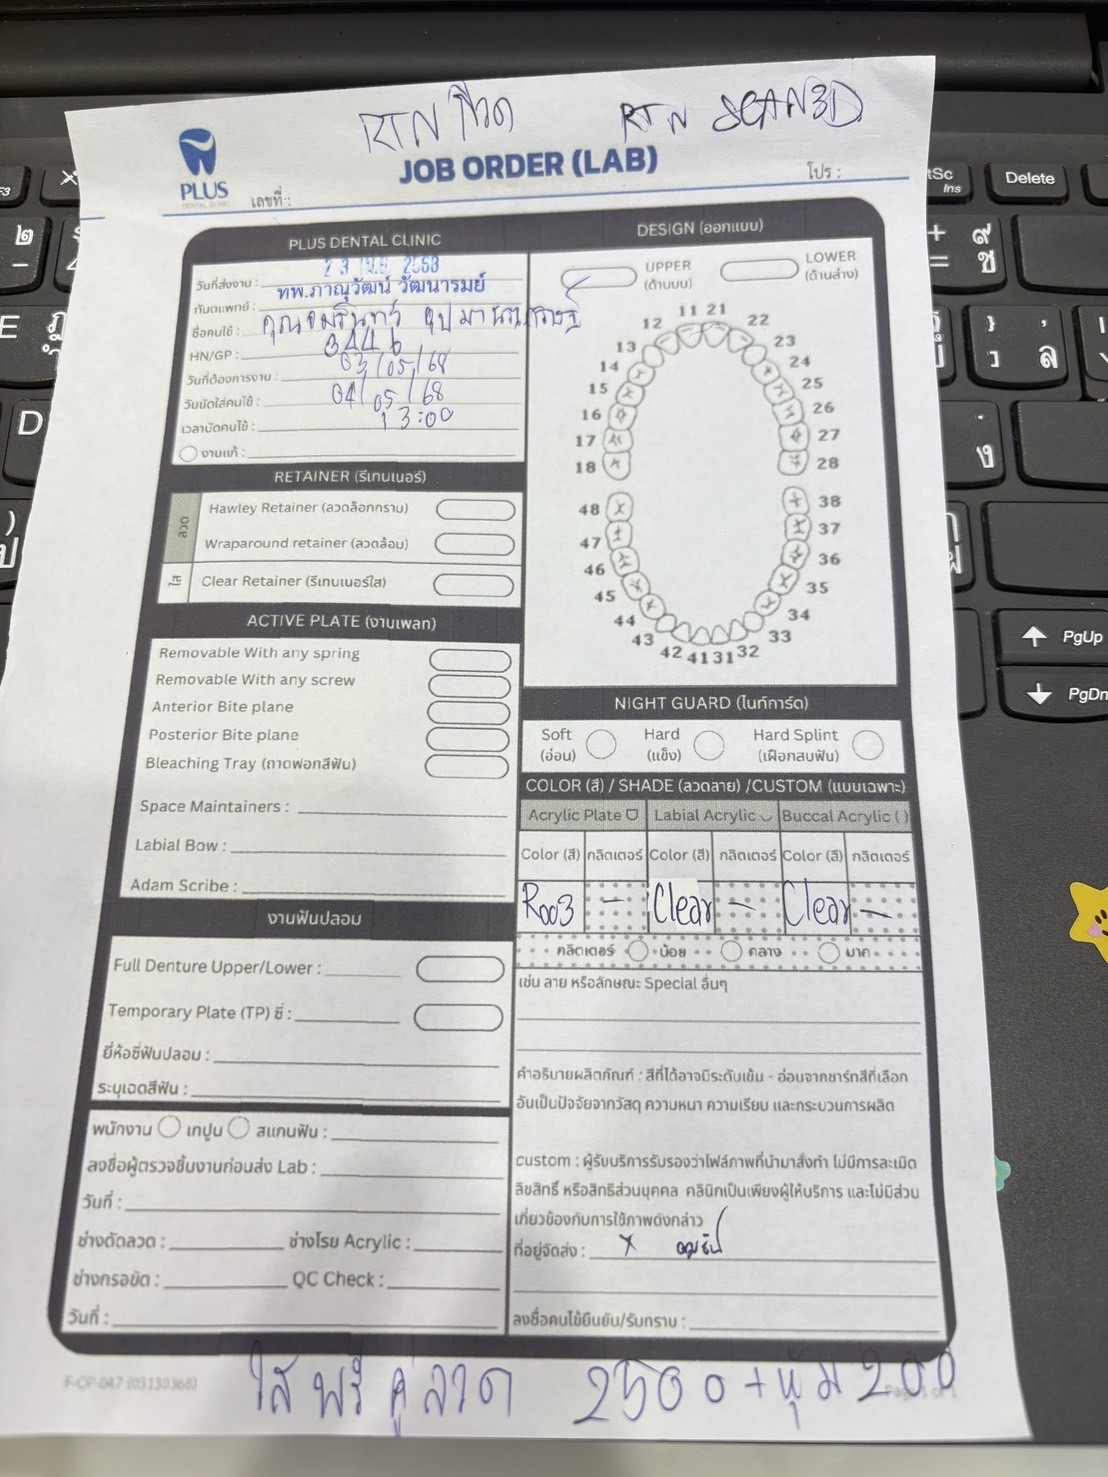 RTN ลวด RTN SCAN3D
PLUS
DENTAL CLINIC
JOB ORDER (LAB)
เลขที่ :
โปร :
PLUS DENTAL CLINIC
วันที่ส่งงาน : 23 เม.ย. 2568
ทันตแพทย์ : ทพ.ภาณุวัฒน์ วัฒนารมย์
ชื่อคนไข้ : คุณอมรินทร์
HN/GP : 3446
วันที่ต้องการงาน : 03/05/68
วันนัดใส่คนไข้ : 04/05/68
เวลานัดคนไข้ : 13:00
งานแก้ :
RETAINER (รีเทนเนอร์)
ลวด
Hawley Retainer (ลวดล็อกกราม)
Wraparound retainer (ลวดล้อม)
ใส
Clear Retainer (รีเทนเนอร์ใส)
ACTIVE PLATE (งานเพลท)
Removable With any spring
Removable With any screw
Anterior Bite plane
Posterior Bite plane
Bleaching Tray (ถาดฟอกสีฟัน)
Space Maintainers :
Labial Bow :
Adam Scribe :
งานฟันปลอม
Full Denture Upper/Lower :
Temporary Plate (TP) ซี่ :
ยี่ห้อซี่ฟันปลอม :
ระบุเฉดสีฟัน :
พนักงาน เทปูน สแกนฟัน :
ลงชื่อผู้ตรวจชิ้นงานก่อนส่ง Lab :
วันที่ :
ช่างดัดลวด : ช่างโรย Acrylic :
ช่างกรอขัด : QC Check :
วันที่ :
DESIGN (ออกแบบ)
UPPER (ด้านบน)
LOWER (ด้านล่าง)
11 21
12 22
13 23
14 24
15 25
16 26
17 27
18 28
48 38
47 37
46 36
45 35
44 34
43 33
42 41 31 32
NIGHT GUARD (ไนท์การ์ด)
Soft (อ่อน)
Hard (แข็ง)
Hard Splint (เฝือกสบฟัน)
COLOR (สี) / SHADE (ลวดลาย) /CUSTOM (แบบเฉพาะ)
Acrylic Plate Labial Acrylic Buccal Acrylic ( )
Color (สี) กลิตเตอร์ Color (สี) กลิตเตอร์ Color (สี) กลิตเตอร์
R003 - Clear - Clear -
กลิตเตอร์ น้อย กลาง มาก
เช่น ลาย หรือลักษณะ Special อื่นๆ
คำอธิบายผลิตภัณฑ์ : สีที่ได้อาจมีระดับเข้ม - อ่อนจากชาร์ทสีที่เลือก
อันเป็นปัจจัยจากวัสดุ ความหนา ความเรียบ และกระบวนการผลิต
custom : ผู้รับบริการรับรองว่าไฟล์ภาพที่นำมาสั่งทำ ไม่มีการละเมิด
ลิขสิทธิ์ หรือสิทธิส่วนบุคคล คลินิกเป็นเพียงผู้ให้บริการ และไม่มีส่วน
เกี่ยวข้องกับการใช้ภาพดังกล่าว
ที่อยู่จัดส่ง : x
ลงชื่อคนไข้ยืนยัน/รับทราบ :
F-OP-047 (03130368)
ใสฟรีคู่ลวด 2500+หุ้ม200
Page 1 of 1